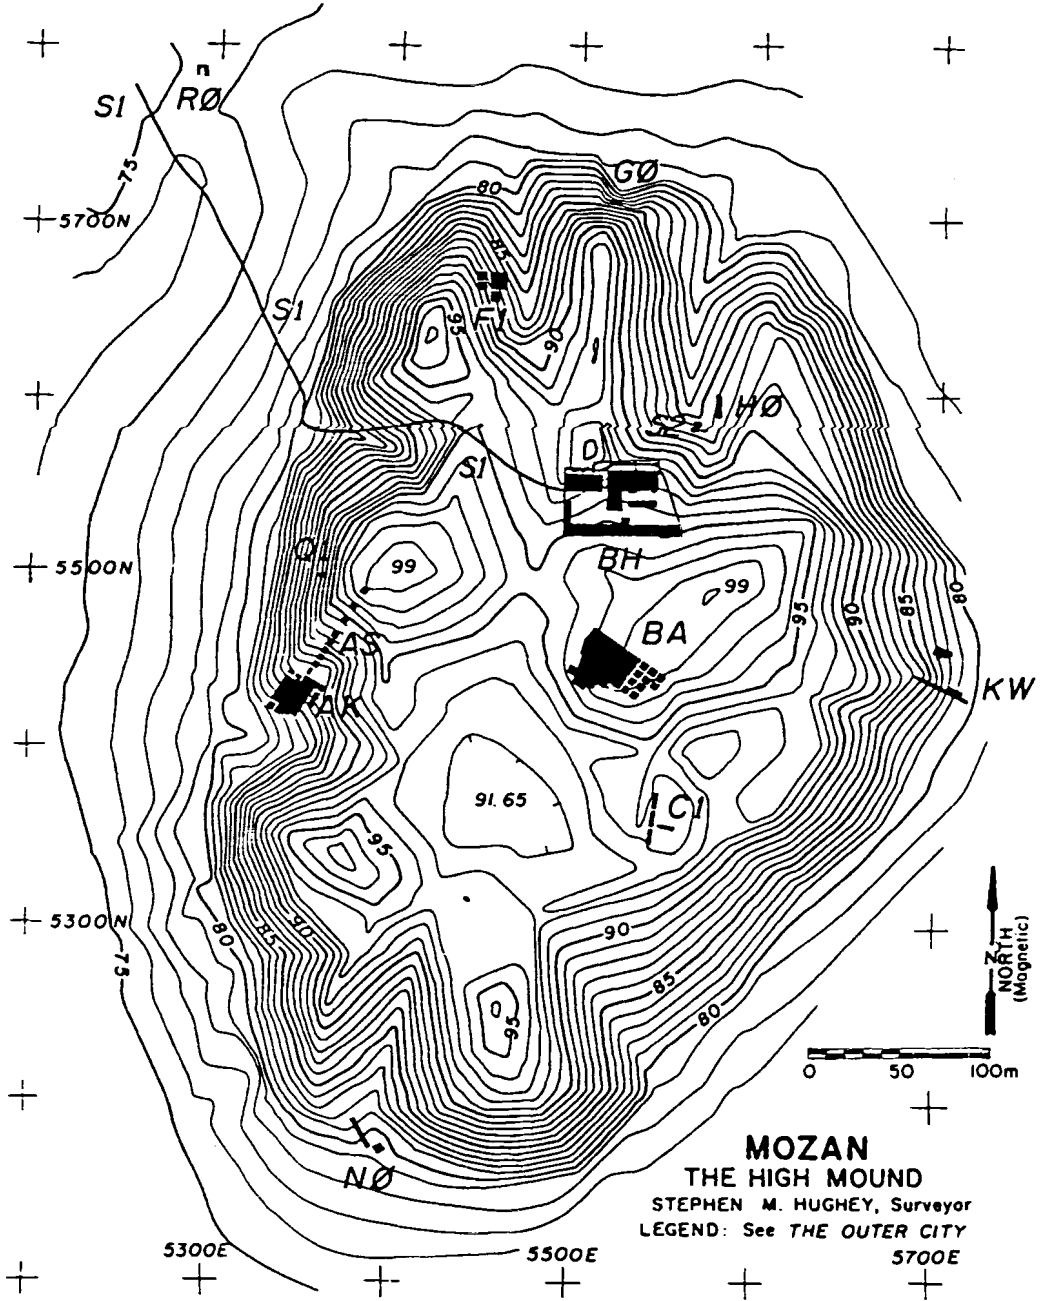 S1
RØ
75
GØ
80
5700N
85
S1
F1
95
90
1 HØ
S1
Q1
BH
5500N
99
99
95
90
85
80
AS
BA
AK
KW
91.65
C1
95
5300N
80
85
90
90
75
85
80
95
N
NORTH
(Magnetic)
0 50 100m
NØ
MOZAN
THE HIGH MOUND
STEPHEN M. HUGHEY, Surveyor
LEGEND: See THE OUTER CITY
5300E
5500E
5700E